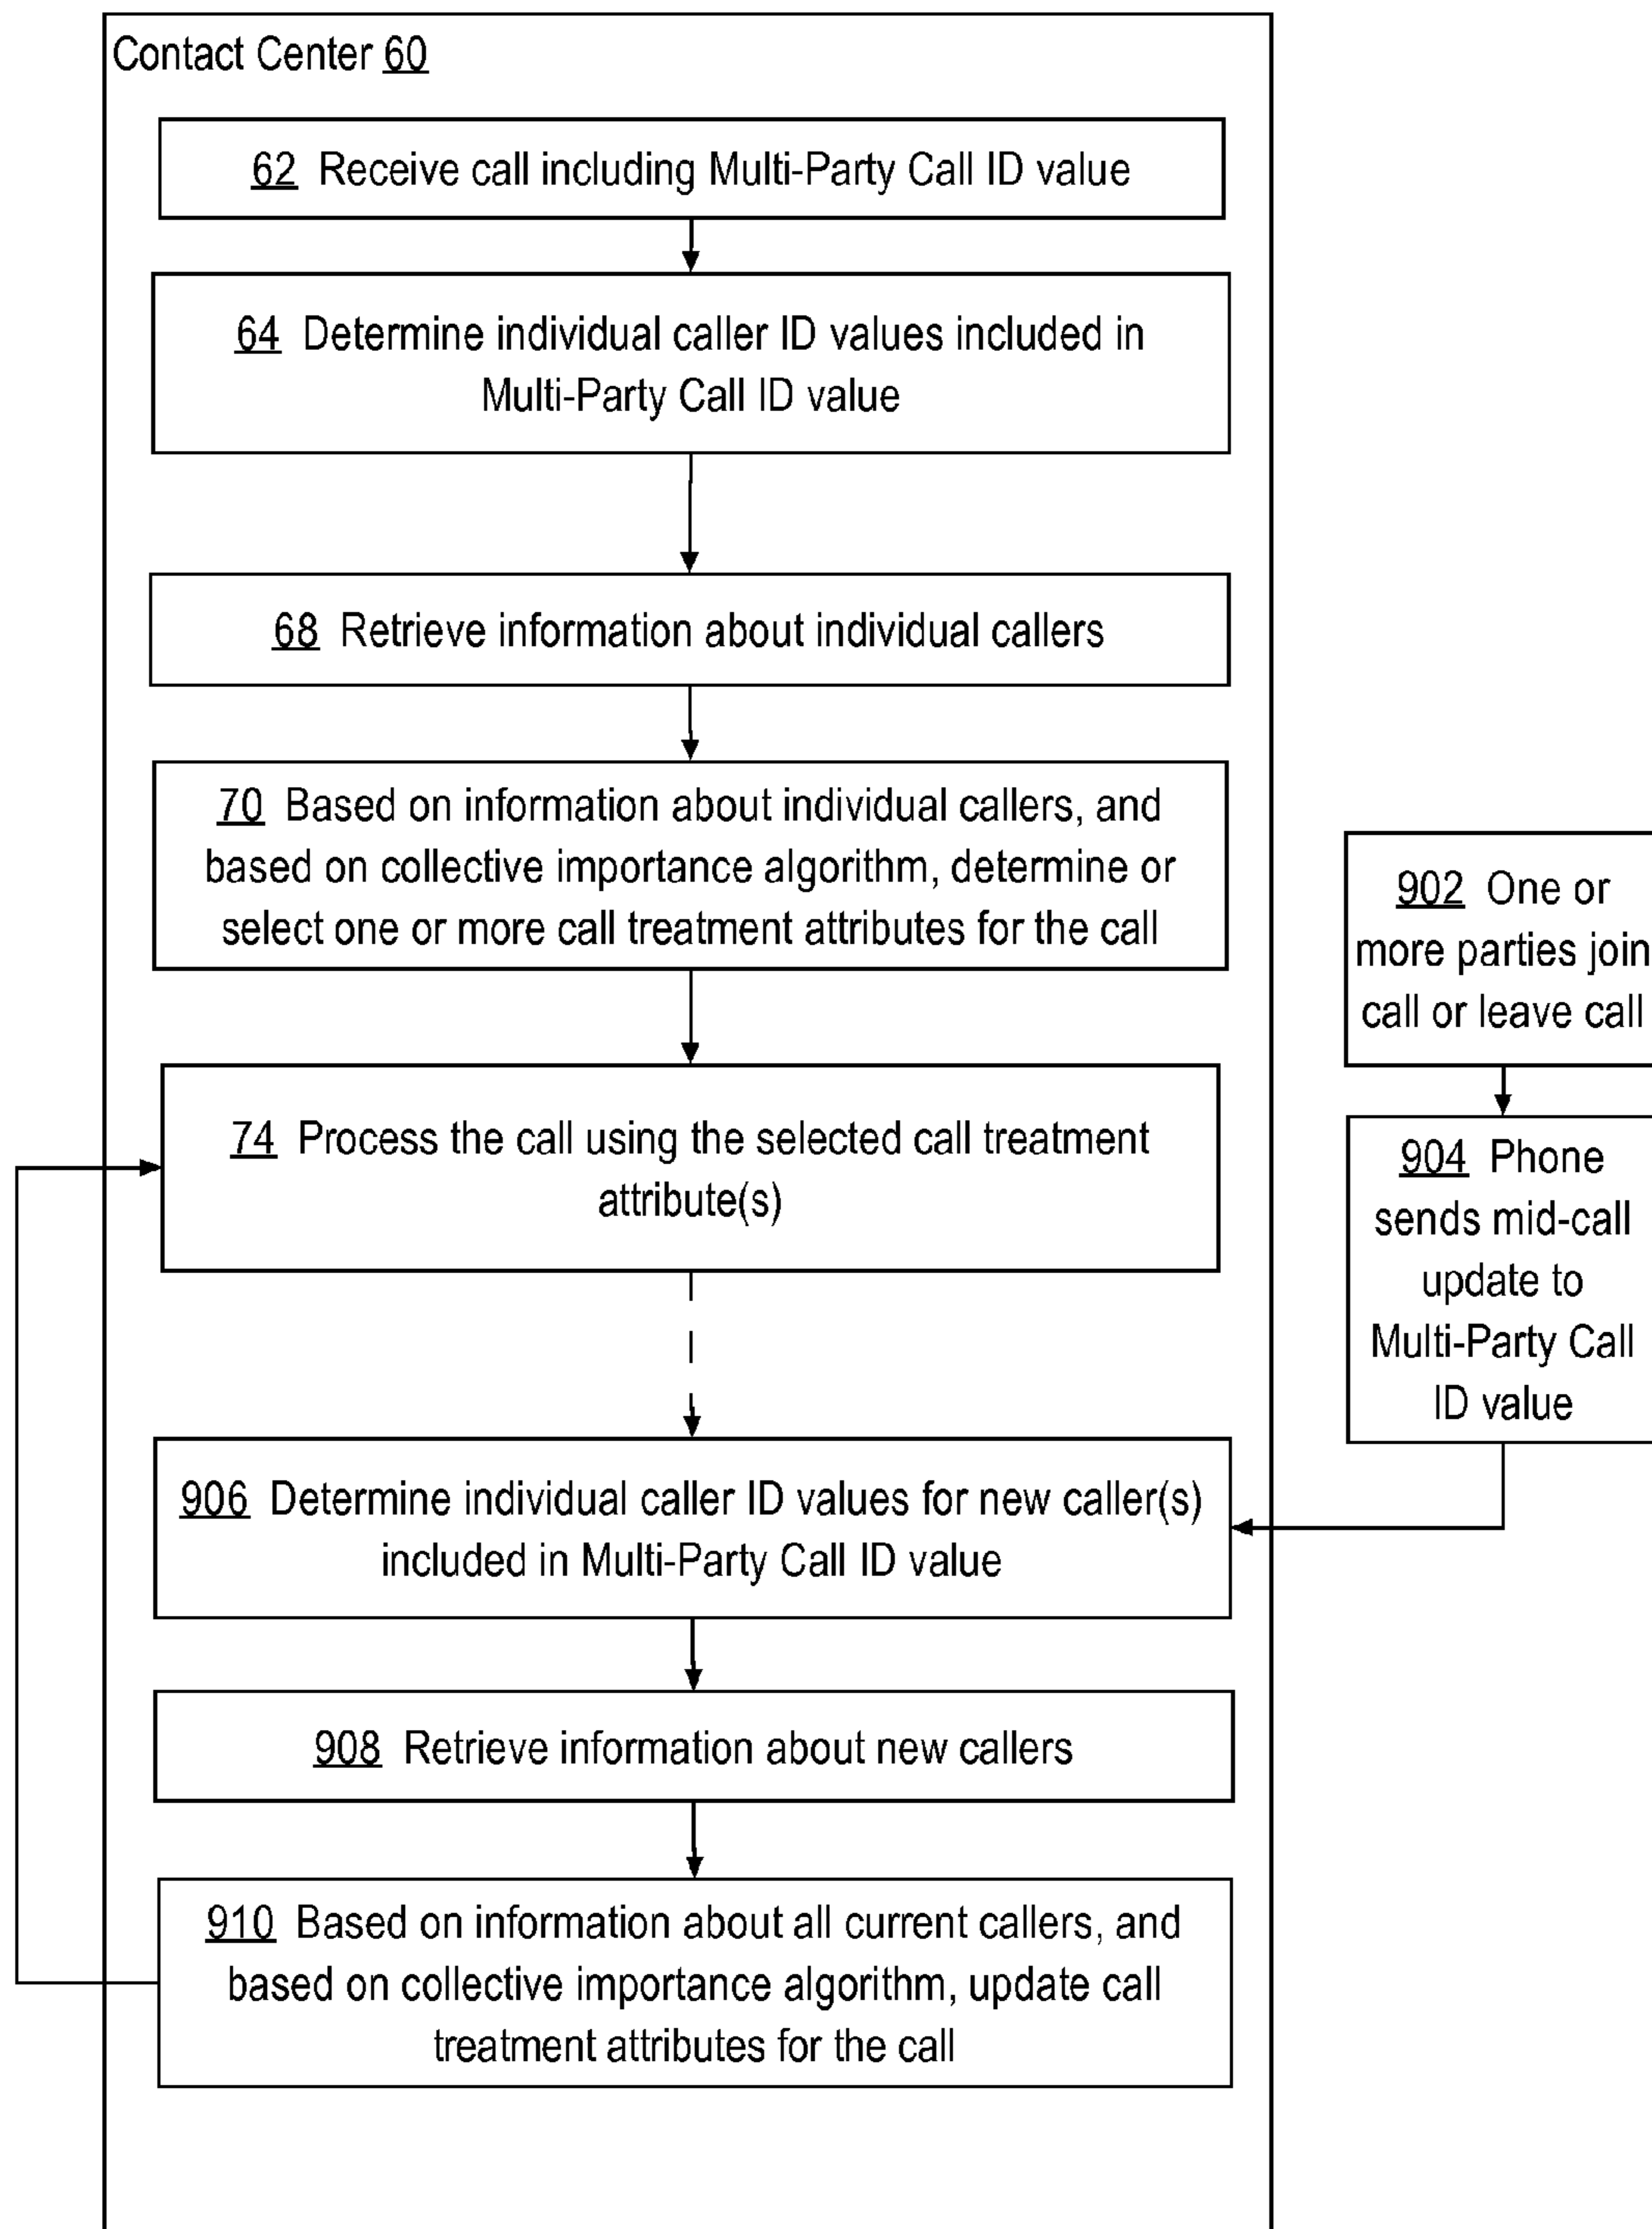 Contact Center 60
62 Receive call including Multi-Party Call ID value
64 Determine individual caller ID values included in
Multi-Party Call ID value
68 Retrieve information about individual callers
70 Based on information about individual callers, and
based on collective importance algorithm, determine or
select one or more call treatment attributes for the call
74 Process the call using the selected call treatment
attribute(s)
902 One or
more parties join
call or leave call
904 Phone
sends mid-call
update to
Multi-Party Call
ID value
906 Determine individual caller ID values for new caller(s)
included in Multi-Party Call ID value
908 Retrieve information about new callers
910 Based on information about all current callers, and
based on collective importance algorithm, update call
treatment attributes for the call